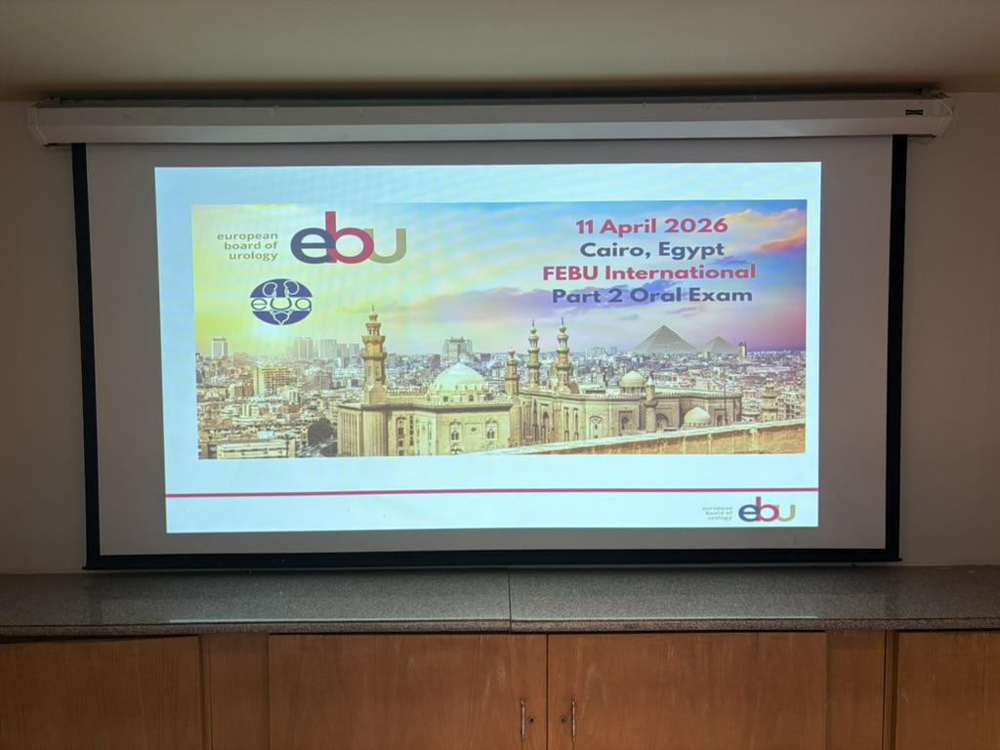 european
board of
urology
ebu
eua
11 April 2026
Cairo, Egypt
FEBU International
Part 2 Oral Exam
european
board of
urology
ebu